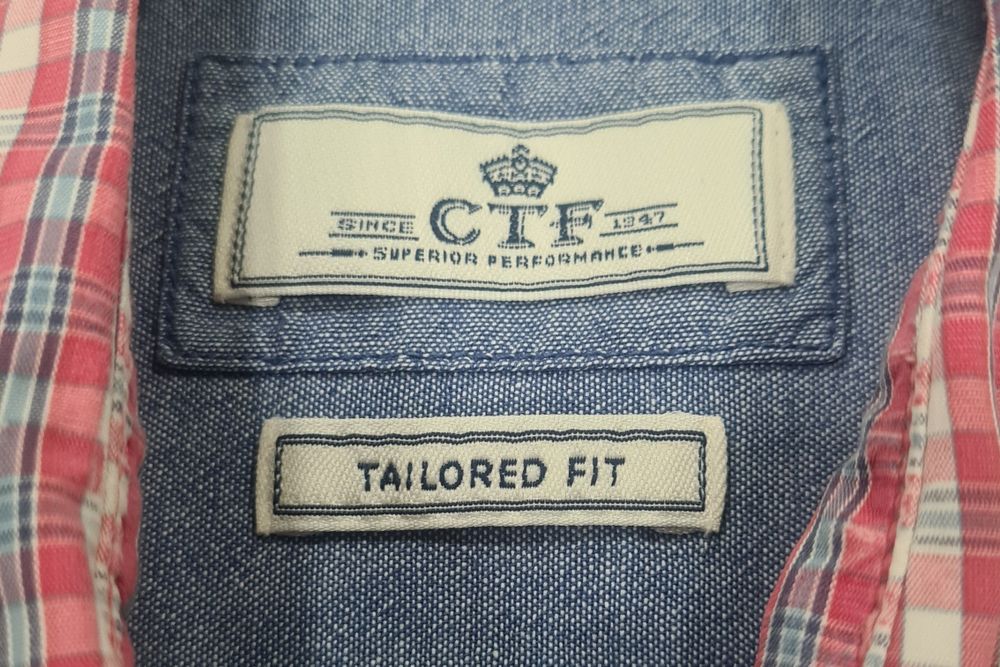 SINCE CTF 1947
SUPERIOR PERFORMANCE
TAILORED FIT